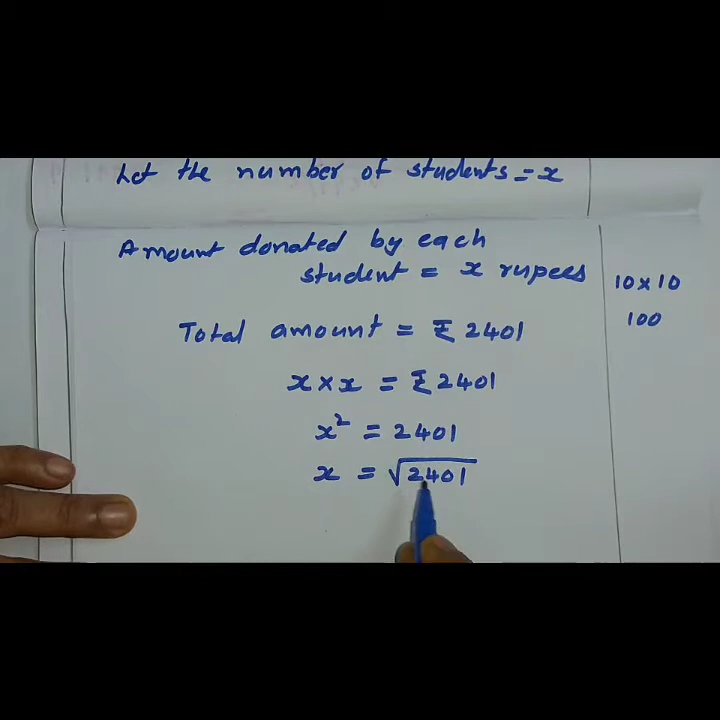 Let the number of students = x
Amount donated by each
student = x rupees
10 x 10
100
Total amount = ₹ 2401
x × x = ₹ 2401
x² = 2401
x = √2401